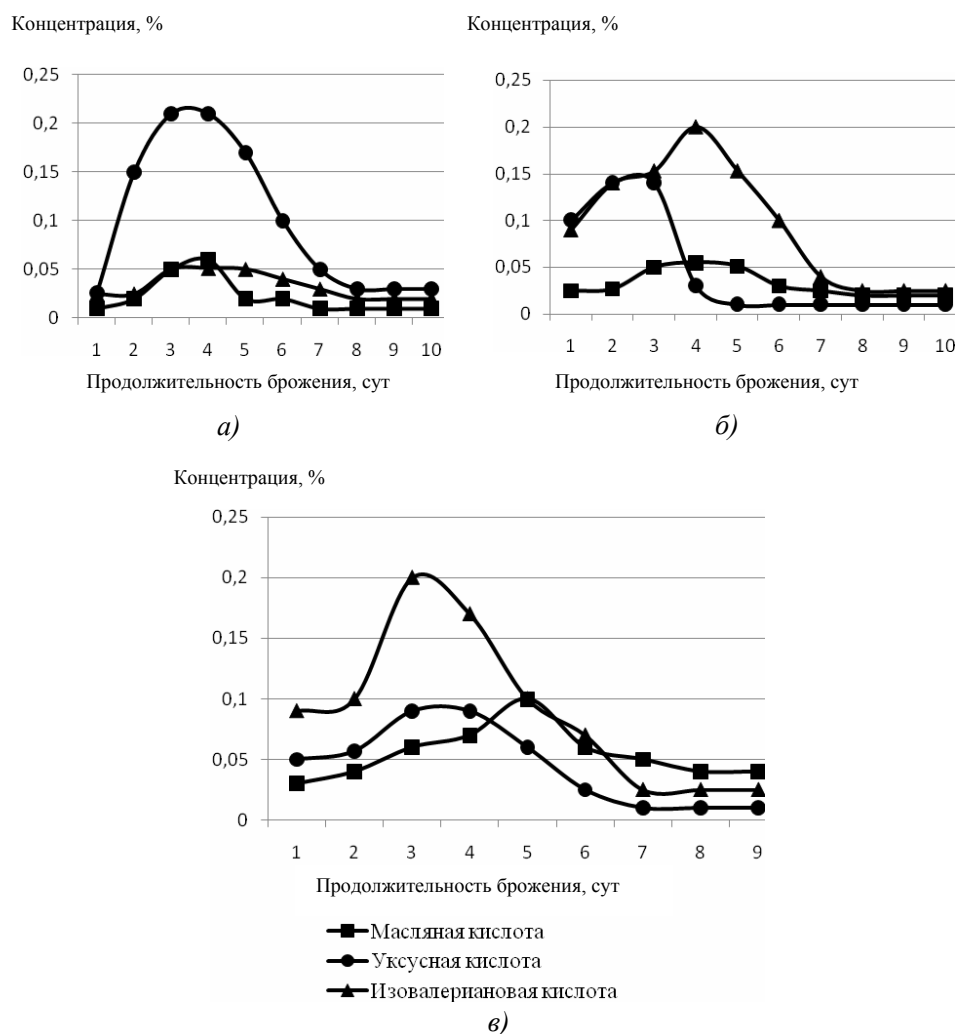 Концентрация, %
0,25
0,2
0,15
0,1
0,05
0
1 2 3 4 5 6 7 8 9 10
Продолжительность брожения, сут
а)
Концентрация, %
0,25
0,2
0,15
0,1
0,05
0
1 2 3 4 5 6 7 8 9 10
Продолжительность брожения, сут
б)
Концентрация, %
0,25
0,2
0,15
0,1
0,05
0
1 2 3 4 5 6 7 8 9
Продолжительность брожения, сут
Масляная кислота
Уксусная кислота
Изовалериановая кислота
в)